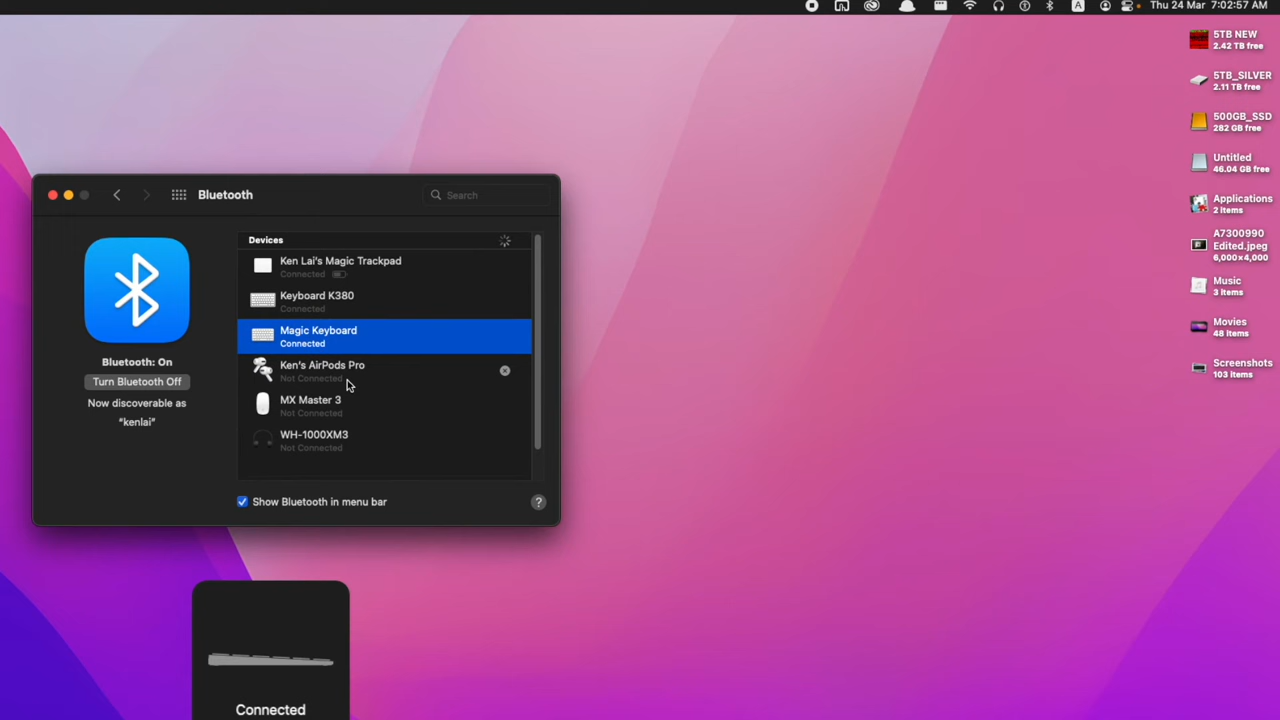 A
Thu 24 Mar 7:02:57 AM
5TB NEW
2.42 TB free
5TB_SILVER
2.11 TB free
500GB_SSD
282 GB free
Untitled
46.04 GB free
Applications
2 items
A7300990
Edited.jpeg
6,000×4,000
Music
3 items
Movies
48 items
Screenshots
103 items
Bluetooth
Search
Devices
Ken Lai's Magic Trackpad
Connected
Keyboard K380
Connected
Magic Keyboard
Connected
Ken's AirPods Pro
Not Connected
MX Master 3
Not Connected
WH-1000XM3
Not Connected
Bluetooth: On
Turn Bluetooth Off
Now discoverable as
“kenlai”
Show Bluetooth in menu bar
?
Connected